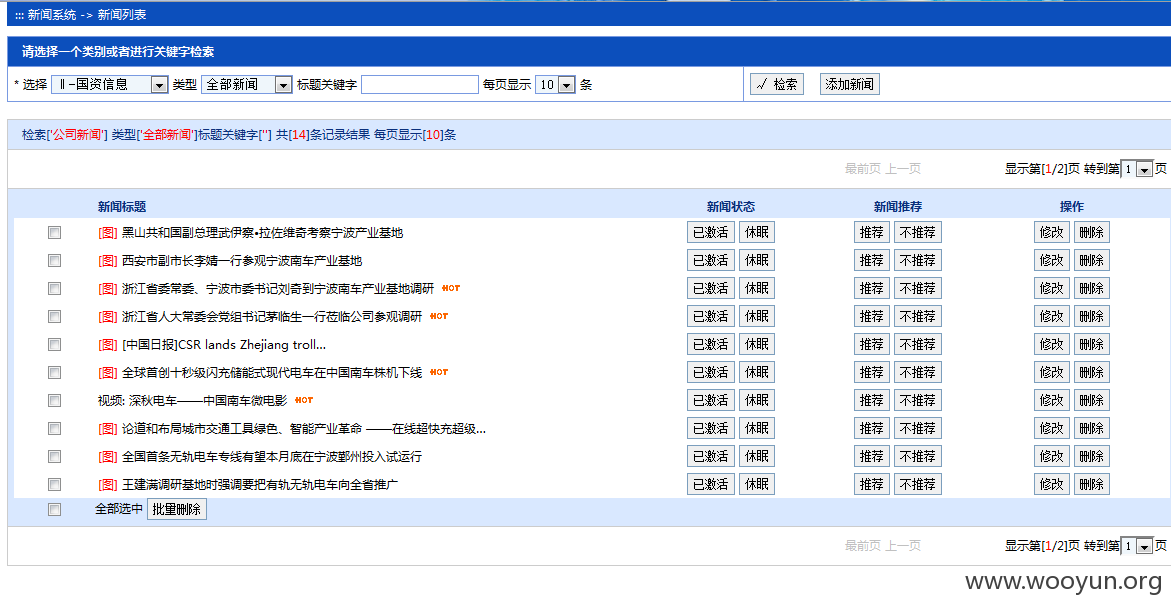 ::: 新闻系统 -> 新闻列表
请选择一个类别或者进行关键字检索
* 选择 ‖-国资信息 类型 全部新闻 标题关键字 每页显示 10 条 √ 检索 添加新闻
检索['公司新闻'] 类型['全部新闻']标题关键字[''] 共[14]条记录结果 每页显示[10]条
最前页 上一页 显示第[1/2]页 转到第 1 页
新闻标题 新闻状态 新闻推荐 操作
[图] 黑山共和国副总理武伊察•拉佐维奇考察宁波产业基地 已激活 休眠 推荐 不推荐 修改 删除
[图] 西安市副市长李婧一行参观宁波南车产业基地 已激活 休眠 推荐 不推荐 修改 删除
[图] 浙江省委常委、宁波市委书记刘奇到宁波南车产业基地调研 HOT 已激活 休眠 推荐 不推荐 修改 删除
[图] 浙江省人大常委会党组书记茅临生一行莅临公司参观调研 HOT 已激活 休眠 推荐 不推荐 修改 删除
[图] [中国日报]CSR lands Zhejiang troll... 已激活 休眠 推荐 不推荐 修改 删除
[图] 全球首创十秒级闪充储能式现代电车在中国南车株机下线 HOT 已激活 休眠 推荐 不推荐 修改 删除
视频: 深秋电车——中国南车微电影 HOT 已激活 休眠 推荐 不推荐 修改 删除
[图] 论道和布局城市交通工具绿色、智能产业革命 ——在线超快充超级... 已激活 休眠 推荐 不推荐 修改 删除
[图] 全国首条无轨电车专线有望本月底在宁波鄞州投入试运行 已激活 休眠 推荐 不推荐 修改 删除
[图] 王建满调研基地时强调要把有轨无轨电车向全省推广 已激活 休眠 推荐 不推荐 修改 删除
全部选中 批量删除
最前页 上一页 显示第[1/2]页 转到第 1 页
www.wooyun.org